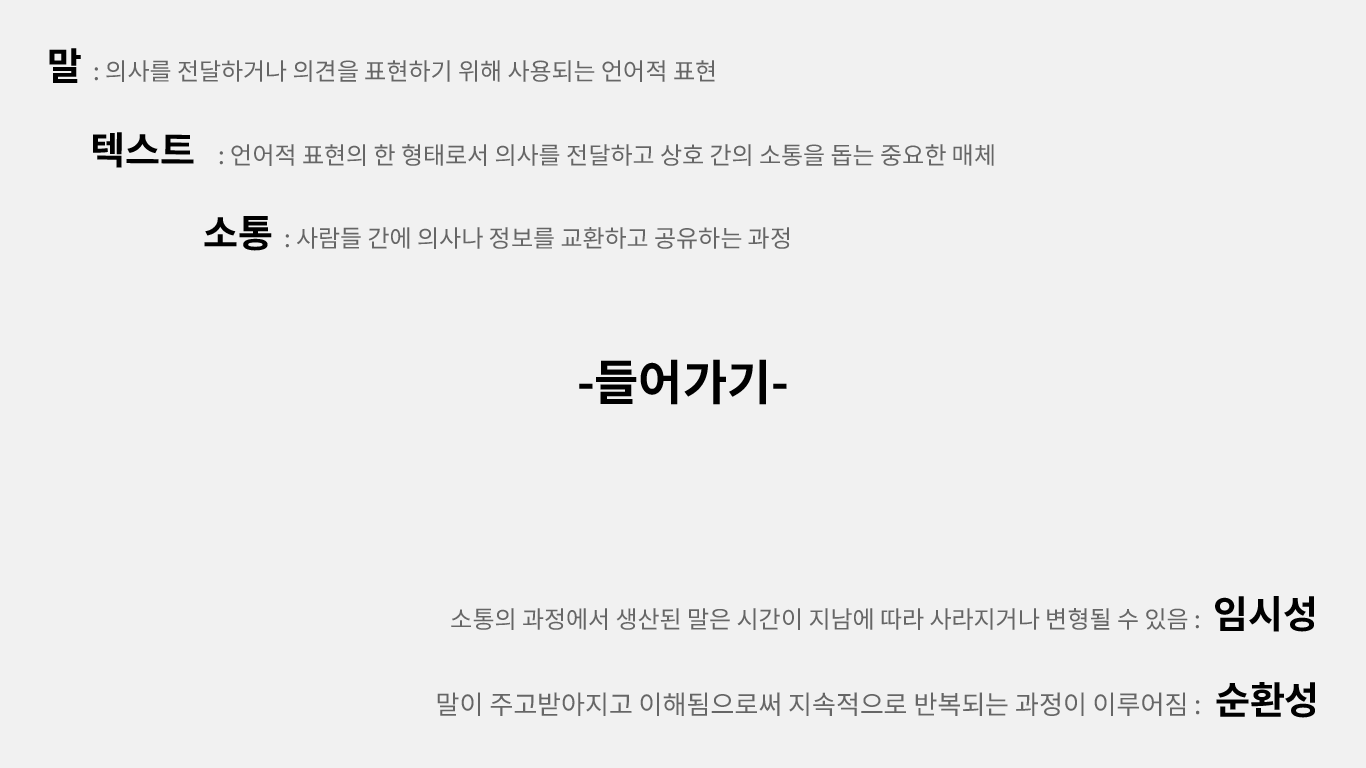 말 : 의사를 전달하거나 의견을 표현하기 위해 사용되는 언어적 표현
텍스트 : 언어적 표현의 한 형태로서 의사를 전달하고 상호 간의 소통을 돕는 중요한 매체
소통 : 사람들 간에 의사나 정보를 교환하고 공유하는 과정
-들어가기-
소통의 과정에서 생산된 말은 시간이 지남에 따라 사라지거나 변형될 수 있음 : 임시성
말이 주고받아지고 이해됨으로써 지속적으로 반복되는 과정이 이루어짐 : 순환성